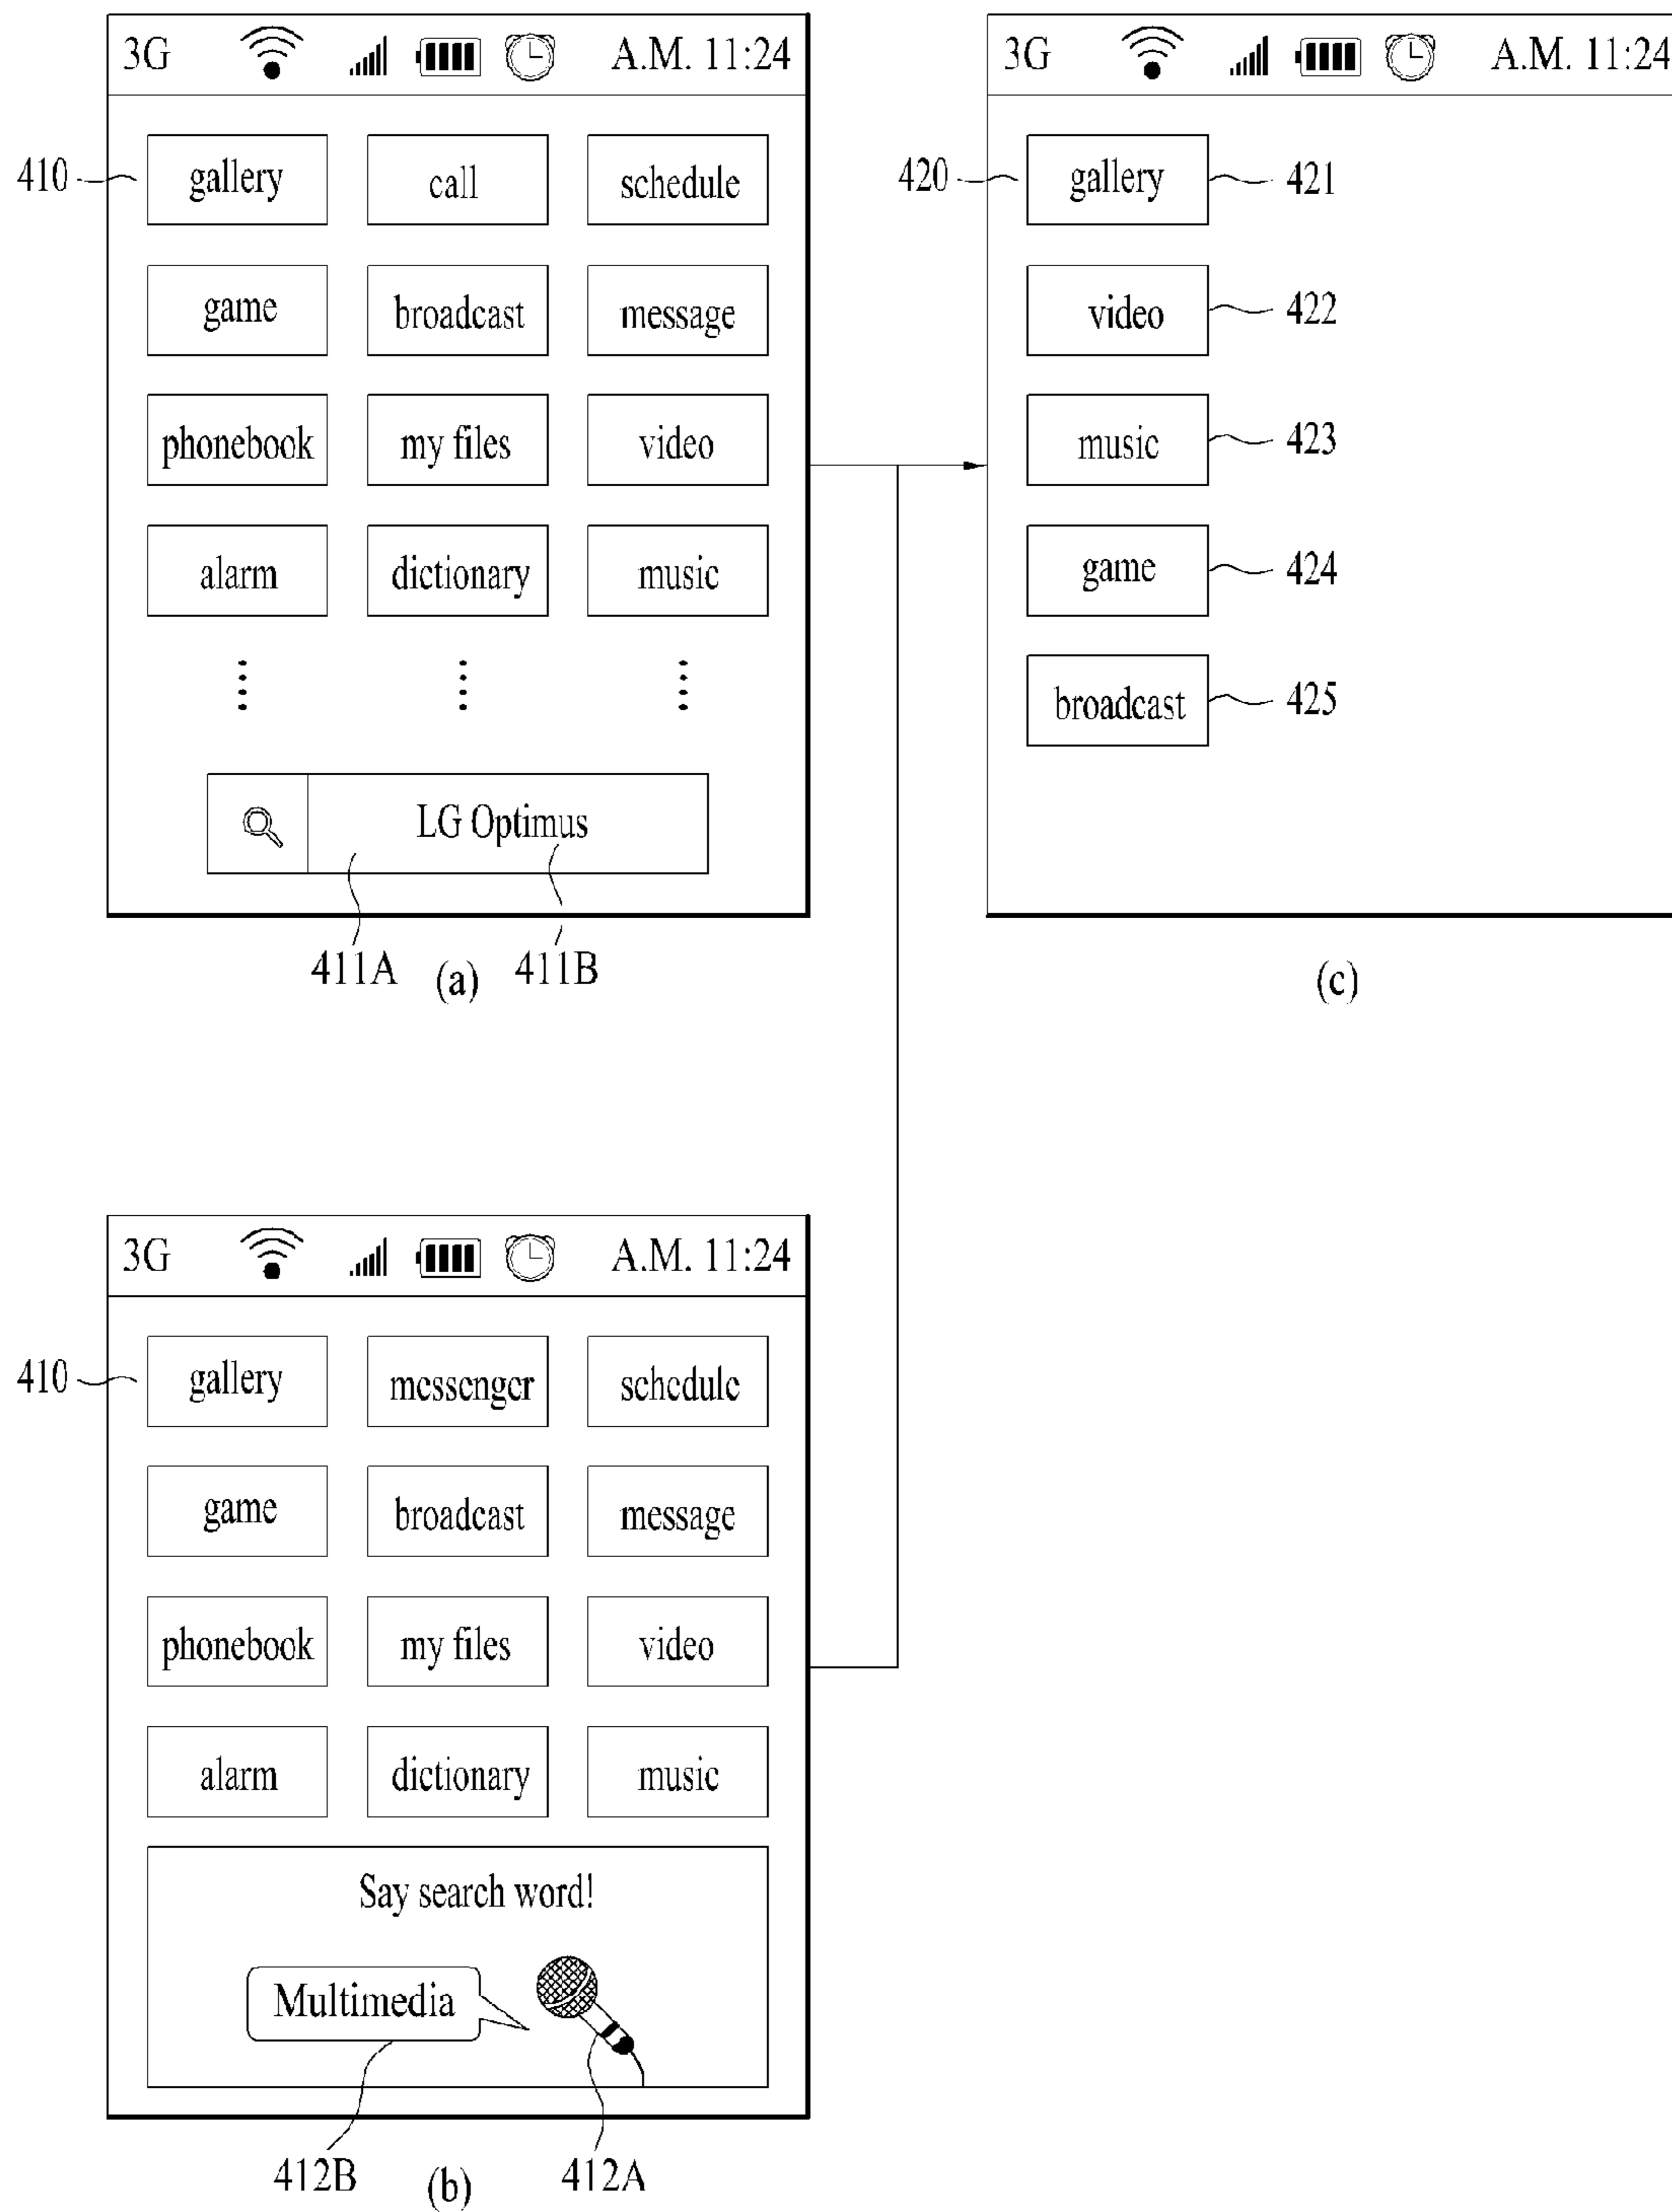 3G A.M. 11:24
410 gallery call schedule
game broadcast message
phonebook my files video
alarm dictionary music
LG Optimus
411A (a) 411B
3G A.M. 11:24
420 gallery 421
video 422
music 423
game 424
broadcast 425
(c)
3G A.M. 11:24
410 gallery messenger schedule
game broadcast message
phonebook my files video
alarm dictionary music
Say search word!
Multimedia
412B (b) 412A